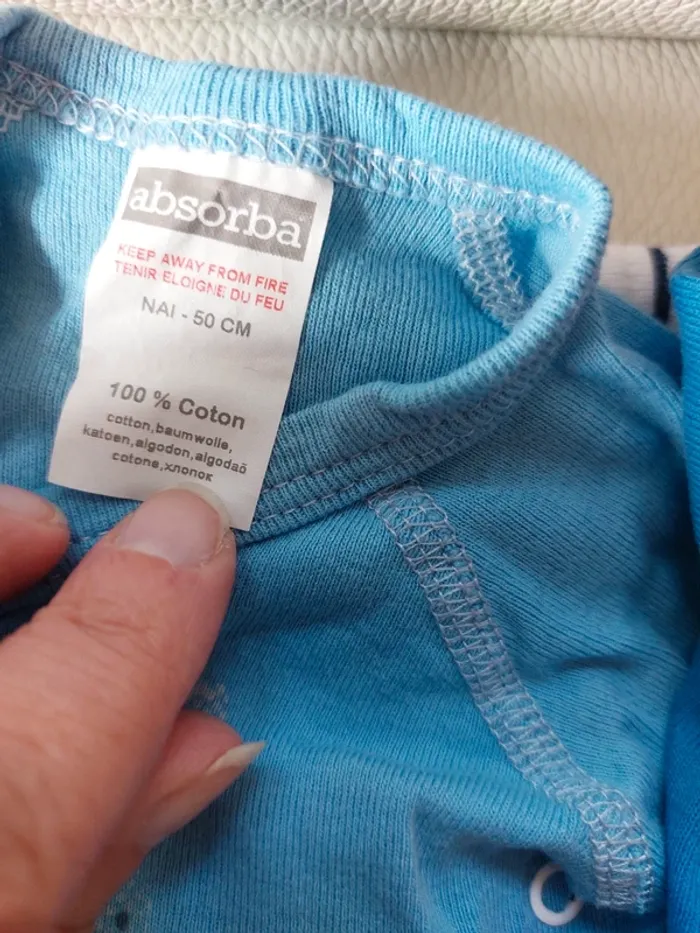 absorba
KEEP AWAY FROM FIRE
TENIR ELOIGNE DU FEU
NAI - 50 CM
100 % Coton
cotton,baumwolle,
katoen,algodon,algodaõ
cotone,хлопок